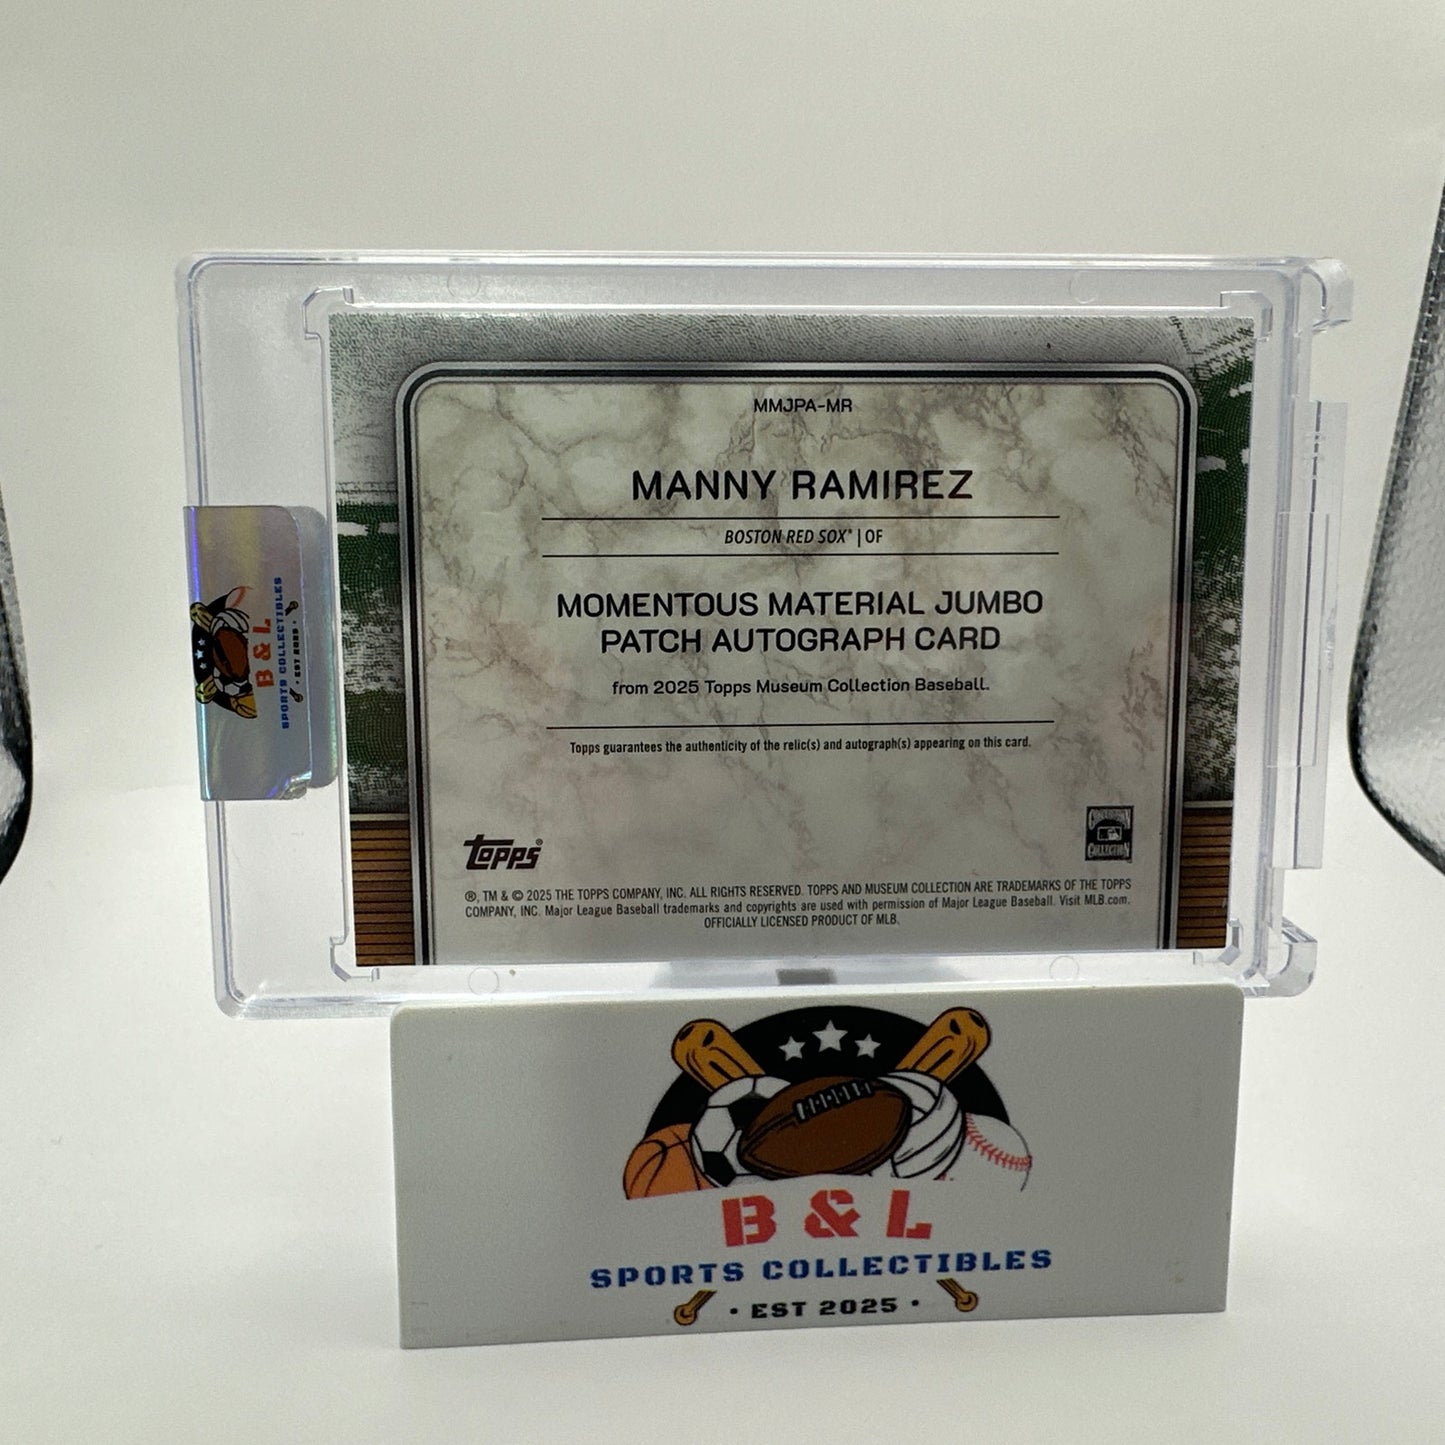 MMJPA-MR
MANNY RAMIREZ
BOSTON RED SOX® | OF
MOMENTOUS MATERIAL JUMBO
PATCH AUTOGRAPH CARD
from 2025 Topps Museum Collection Baseball.
Topps guarantees the authenticity of the relic(s) and autograph(s) appearing on this card.
topps®
COOPERSTOWN
COLLECTION
®, TM & © 2025 THE TOPPS COMPANY, INC. ALL RIGHTS RESERVED. TOPPS AND MUSEUM COLLECTION ARE TRADEMARKS OF THE TOPPS
COMPANY, INC. Major League Baseball trademarks and copyrights are used with permission of Major League Baseball. Visit MLB.com.
OFFICIALLY LICENSED PRODUCT OF MLB.
B & L
SPORTS COLLECTIBLES
• EST 2025 •
B & L
SPORTS COLLECTIBLES
• EST 2025 •